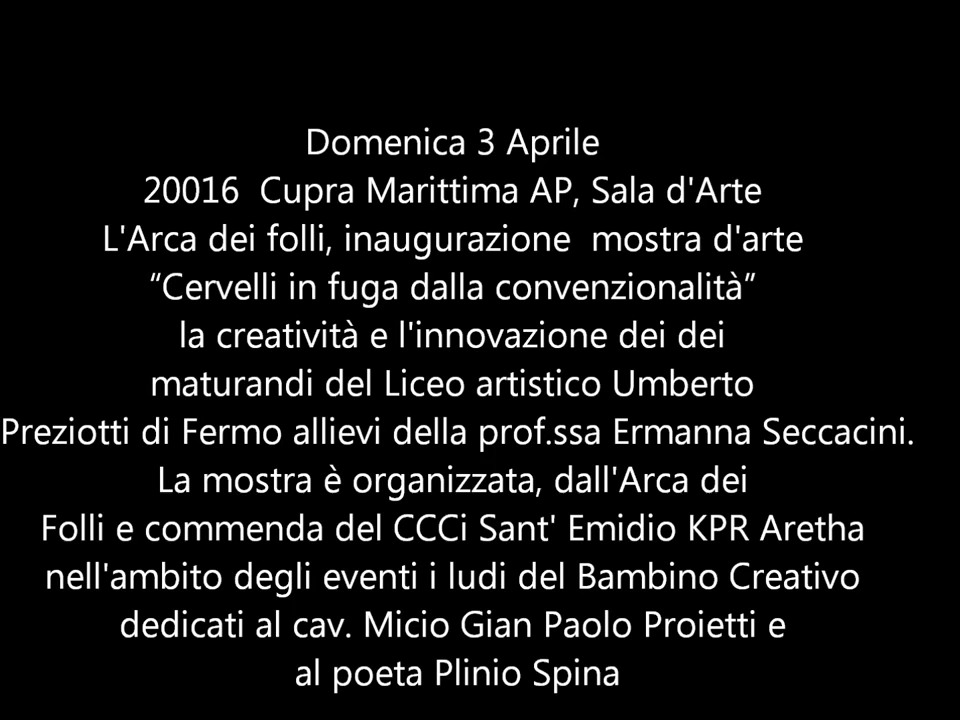 Domenica 3 Aprile
20016  Cupra Marittima AP, Sala d'Arte
L'Arca dei folli, inaugurazione  mostra d'arte
“Cervelli in fuga dalla convenzionalità”
la creatività e l'innovazione dei dei
maturandi del Liceo artistico Umberto
Preziotti di Fermo allievi della prof.ssa Ermanna Seccacini.
La mostra è organizzata, dall'Arca dei
Folli e commenda del CCCi Sant' Emidio KPR Aretha
nell'ambito degli eventi i ludi del Bambino Creativo
dedicati al cav. Micio Gian Paolo Proietti e
al poeta Plinio Spina